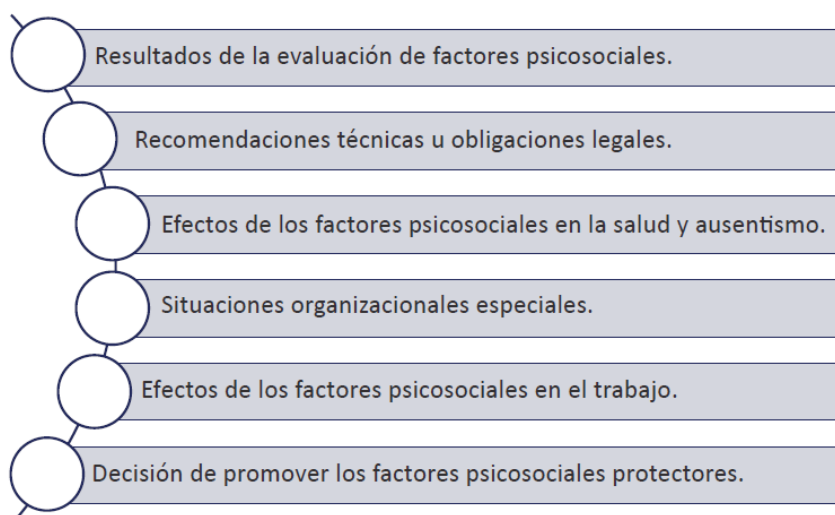 Resultados de la evaluación de factores psicosociales.
Recomendaciones técnicas u obligaciones legales.
Efectos de los factores psicosociales en la salud y ausentismo.
Situaciones organizacionales especiales.
Efectos de los factores psicosociales en el trabajo.
Decisión de promover los factores psicosociales protectores.